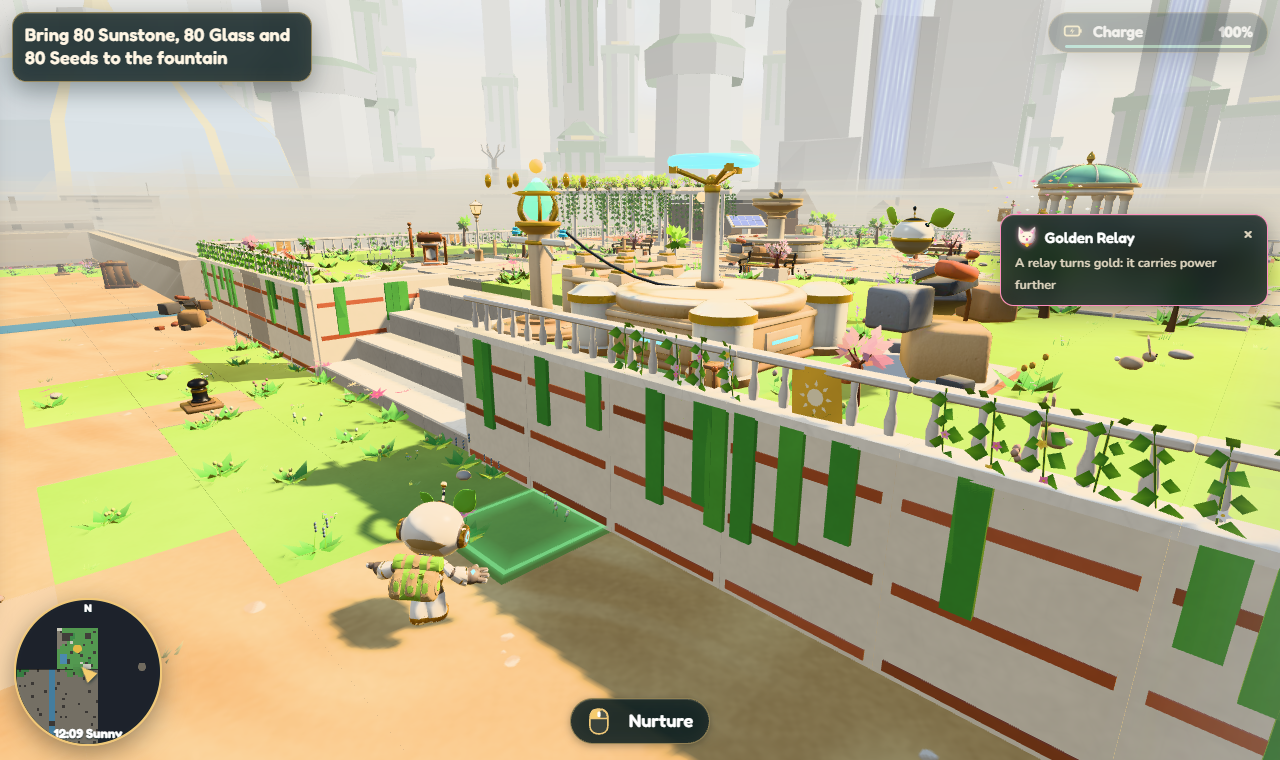 Bring 80 Sunstone, 80 Glass and
80 Seeds to the fountain
Charge 100%
Golden Relay
A relay turns gold: it carries power
further
N
12:09 Sunny
Nurture